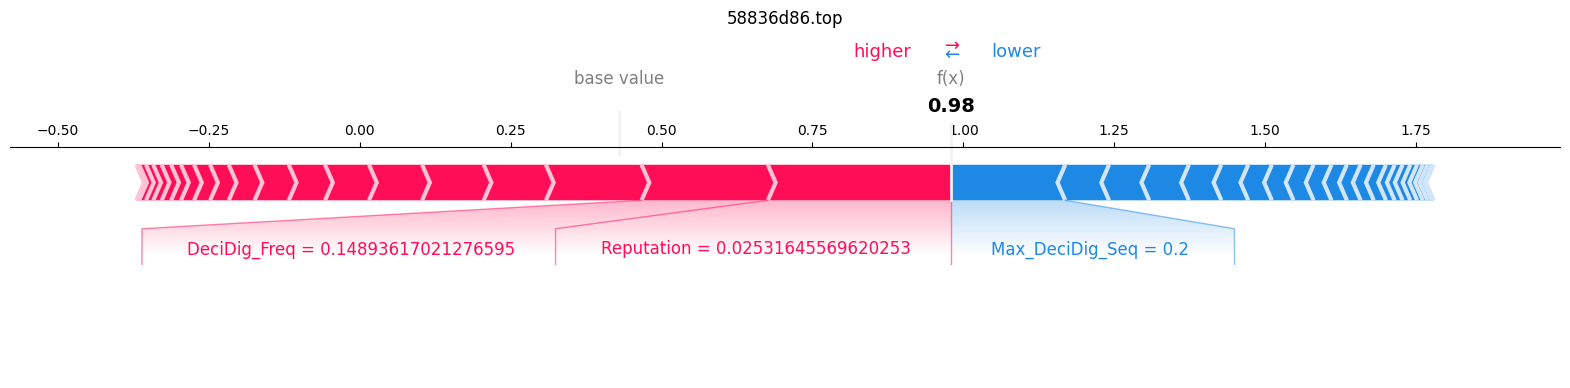 58836d86.top
higher ⇄ lower
base value f(x)
0.98
−0.50 −0.25 0.00 0.25 0.50 0.75 1.00 1.25 1.50 1.75
DeciDig_Freq = 0.14893617021276595 Reputation = 0.02531645569620253 Max_DeciDig_Seq = 0.2